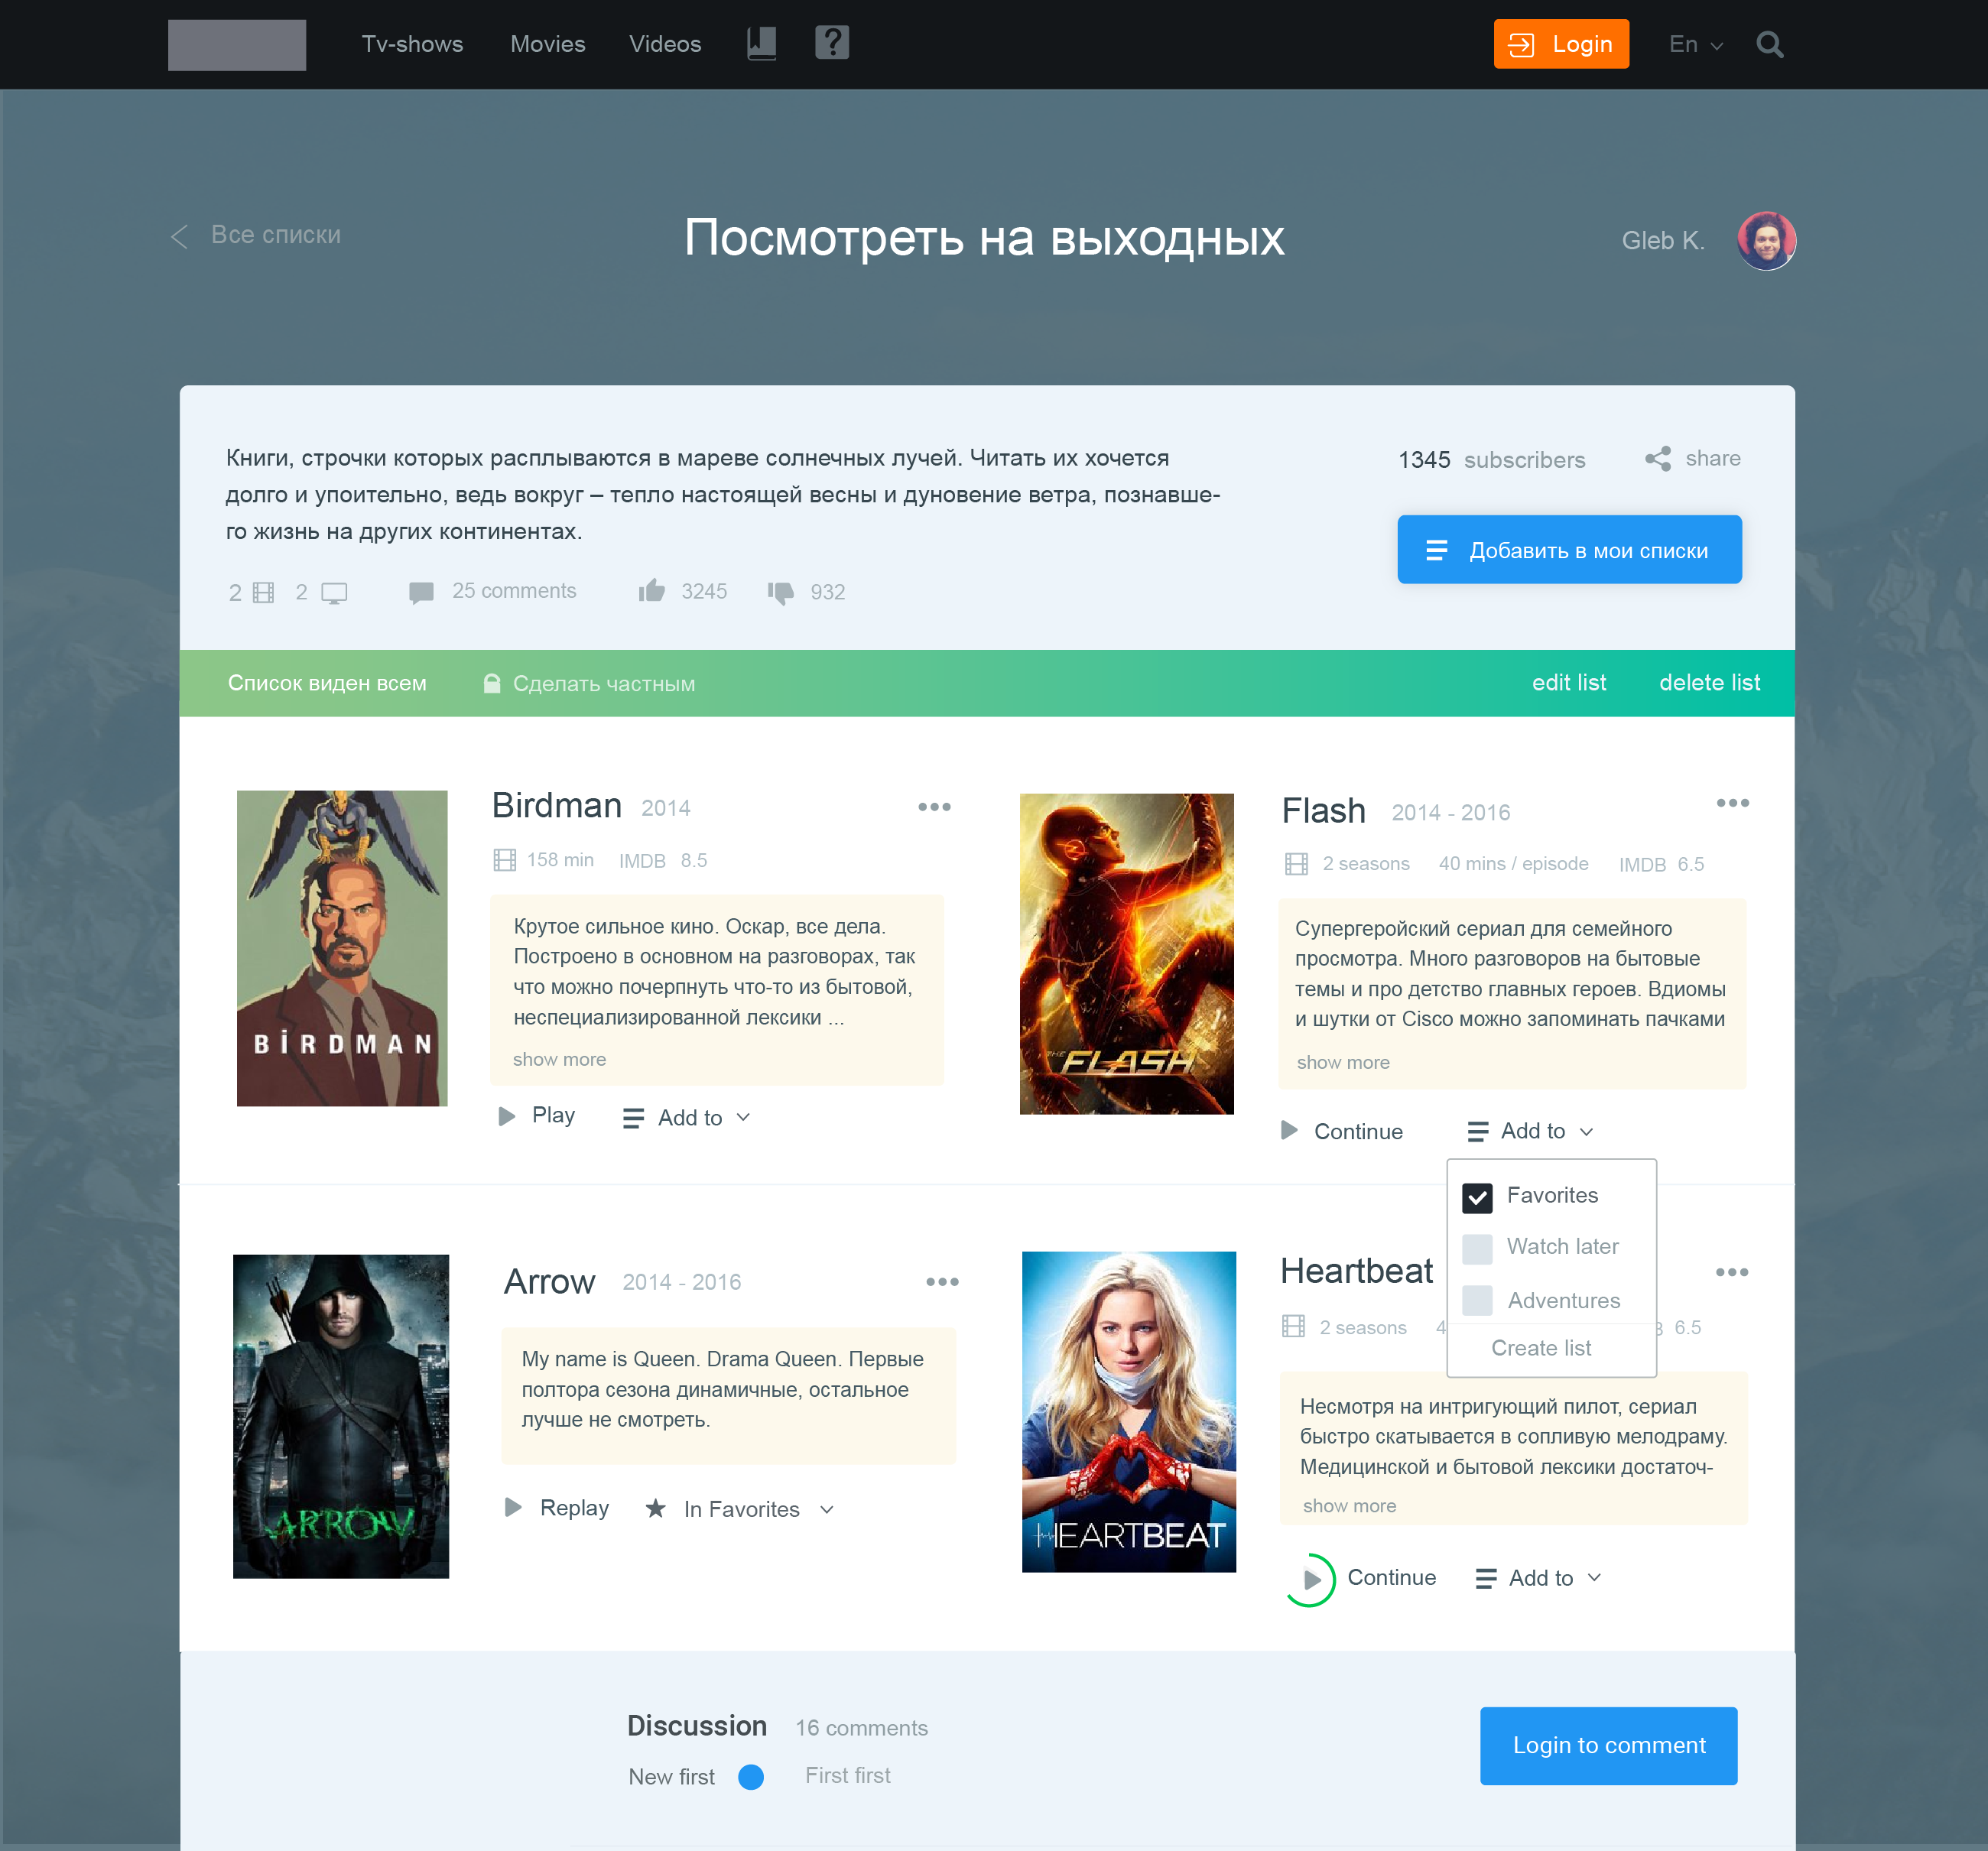 Tv-shows Movies Videos Login En
Все списки
Посмотреть на выходных
Gleb K.
Книги, строчки которых расплываются в мареве солнечных лучей. Читать их хочется
долго и упоительно, ведь вокруг – тепло настоящей весны и дуновение ветра, познавше-
го жизнь на других континентах.
2 2 25 comments 3245 932
1345 subscribers share
Добавить в мои списки
Список виден всем Сделать частным edit list delete list
BiRDMAN
Birdman 2014
158 min IMDB 8.5
Крутое сильное кино. Оскар, все дела.
Построено в основном на разговорах, так
что можно почерпнуть что-то из бытовой,
неспециализированной лексики ...
show more
Play Add to
THE FLASH
Flash 2014 - 2016
2 seasons 40 mins / episode IMDB 6.5
Супергеройский сериал для семейного
просмотра. Много разговоров на бытовые
темы и про детство главных героев. Вдиомы
и шутки от Cisco можно запоминать пачками
show more
Continue Add to
Favorites
Watch later
Adventures
Create list
ARROW
Arrow 2014 - 2016
My name is Queen. Drama Queen. Первые
полтора сезона динамичные, остальное
лучше не смотреть.
Replay In Favorites
HEARTBEAT
Heartbeat
2 seasons 4 6.5
Несмотря на интригующий пилот, сериал
быстро скатывается в сопливую мелодраму.
Медицинской и бытовой лексики достаточ-
show more
Continue Add to
Discussion 16 comments
New first First first
Login to comment